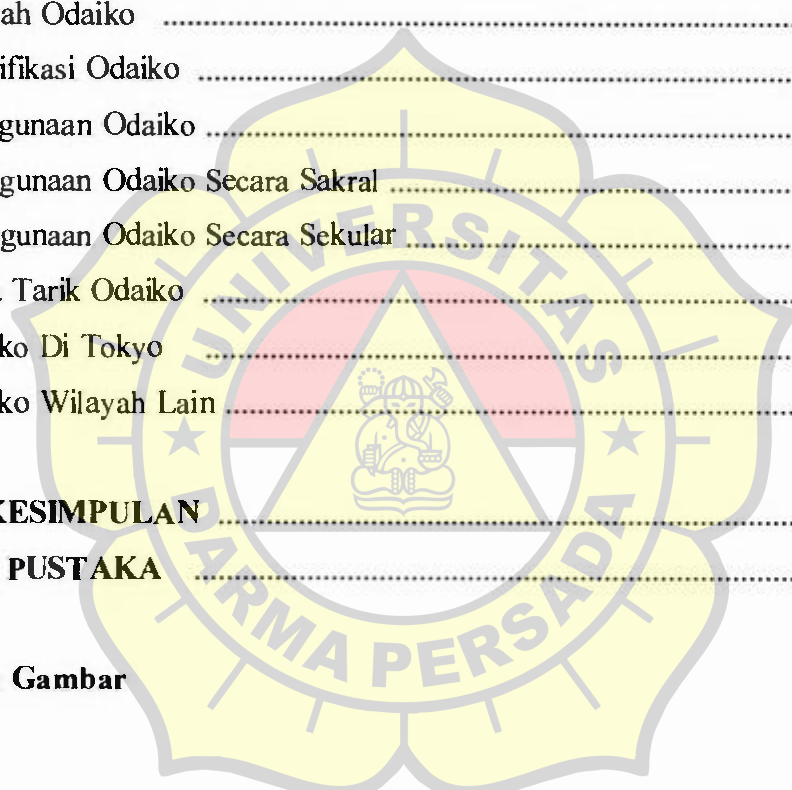 ah Odaiko ........................................
ifikasi Odaiko ........................................
gunaan Odaiko ........................................
gunaan Odaiko Secara Sakral ........................................
gunaan Odaiko Secara Sekular ........................................
. Tarik Odaiko ........................................
ko Di Tokyo ........................................
ko Wilayah Lain ........................................
KESIMPULAN ........................................
PUSTAKA ........................................
Gambar
UNIVERSITAS
DARMA PERSADA